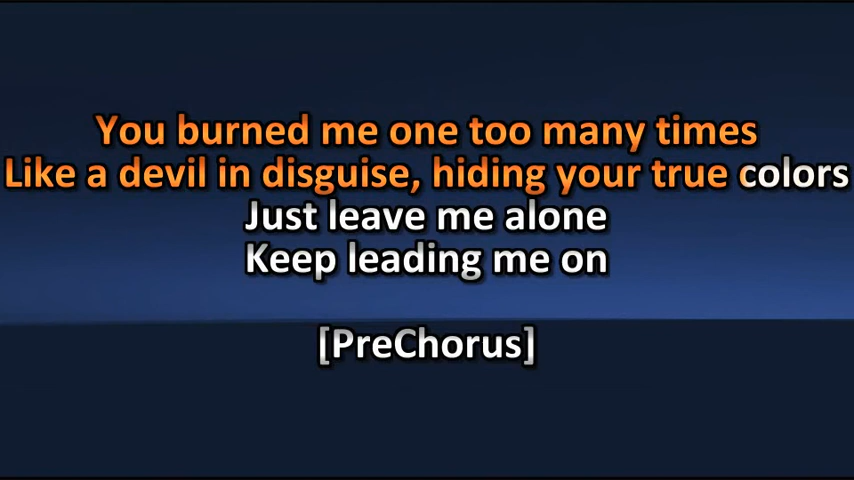 You burned me one too many times
Like a devil in disguise, hiding your true colors
Just leave me alone
Keep leading me on
[PreChorus]